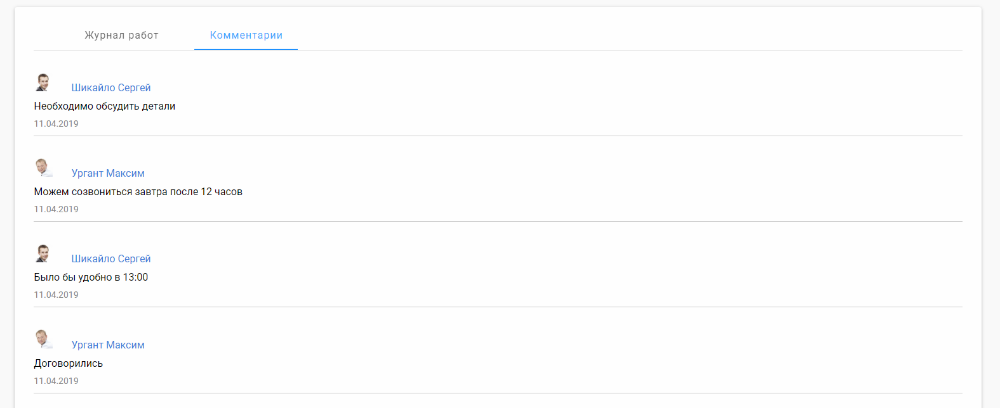 Журнал работ Комментарии
Шикайло Сергей
Необходимо обсудить детали
11.04.2019
Ургант Максим
Можем созвониться завтра после 12 часов
11.04.2019
Шикайло Сергей
Было бы удобно в 13:00
11.04.2019
Ургант Максим
Договорились
11.04.2019